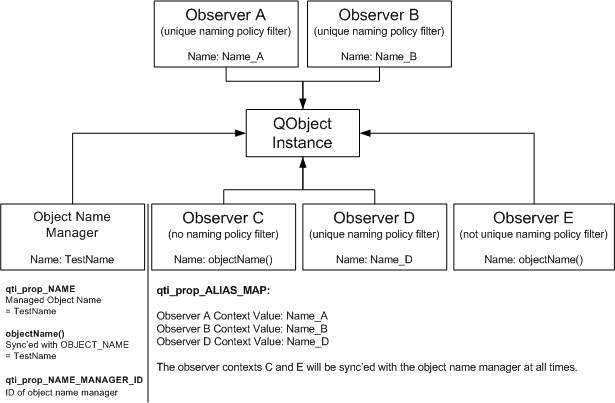 Observer A
(unique naming policy filter)
Name: Name_A
Observer B
(unique naming policy filter)
Name: Name_B
QObject
Instance
Object Name
Manager
Name: TestName
Observer C
(no naming policy filter)
Name: objectName()
Observer D
(unique naming policy filter)
Name: Name_D
Observer E
(not unique naming policy filter)
Name: objectName()
qti_prop_NAME
Managed Object Name
= TestName
objectName()
Sync'ed with OBJECT_NAME
= TestName
qti_prop_NAME_MANAGER_ID
ID of object name manager
qti_prop_ALIAS_MAP:
Observer A Context Value: Name_A
Observer B Context Value: Name_B
Observer D Context Value: Name_D
The observer contexts C and E will be sync'ed with the object name manager at all times.